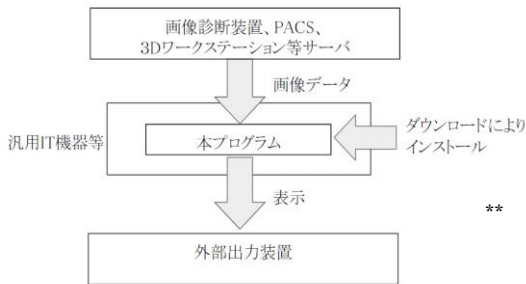 画像診断装置、PACS、
3Dワークステーション等サーバ
画像データ
汎用IT機器等
本プログラム
ダウンロードにより
インストール
表示
**
外部出力装置